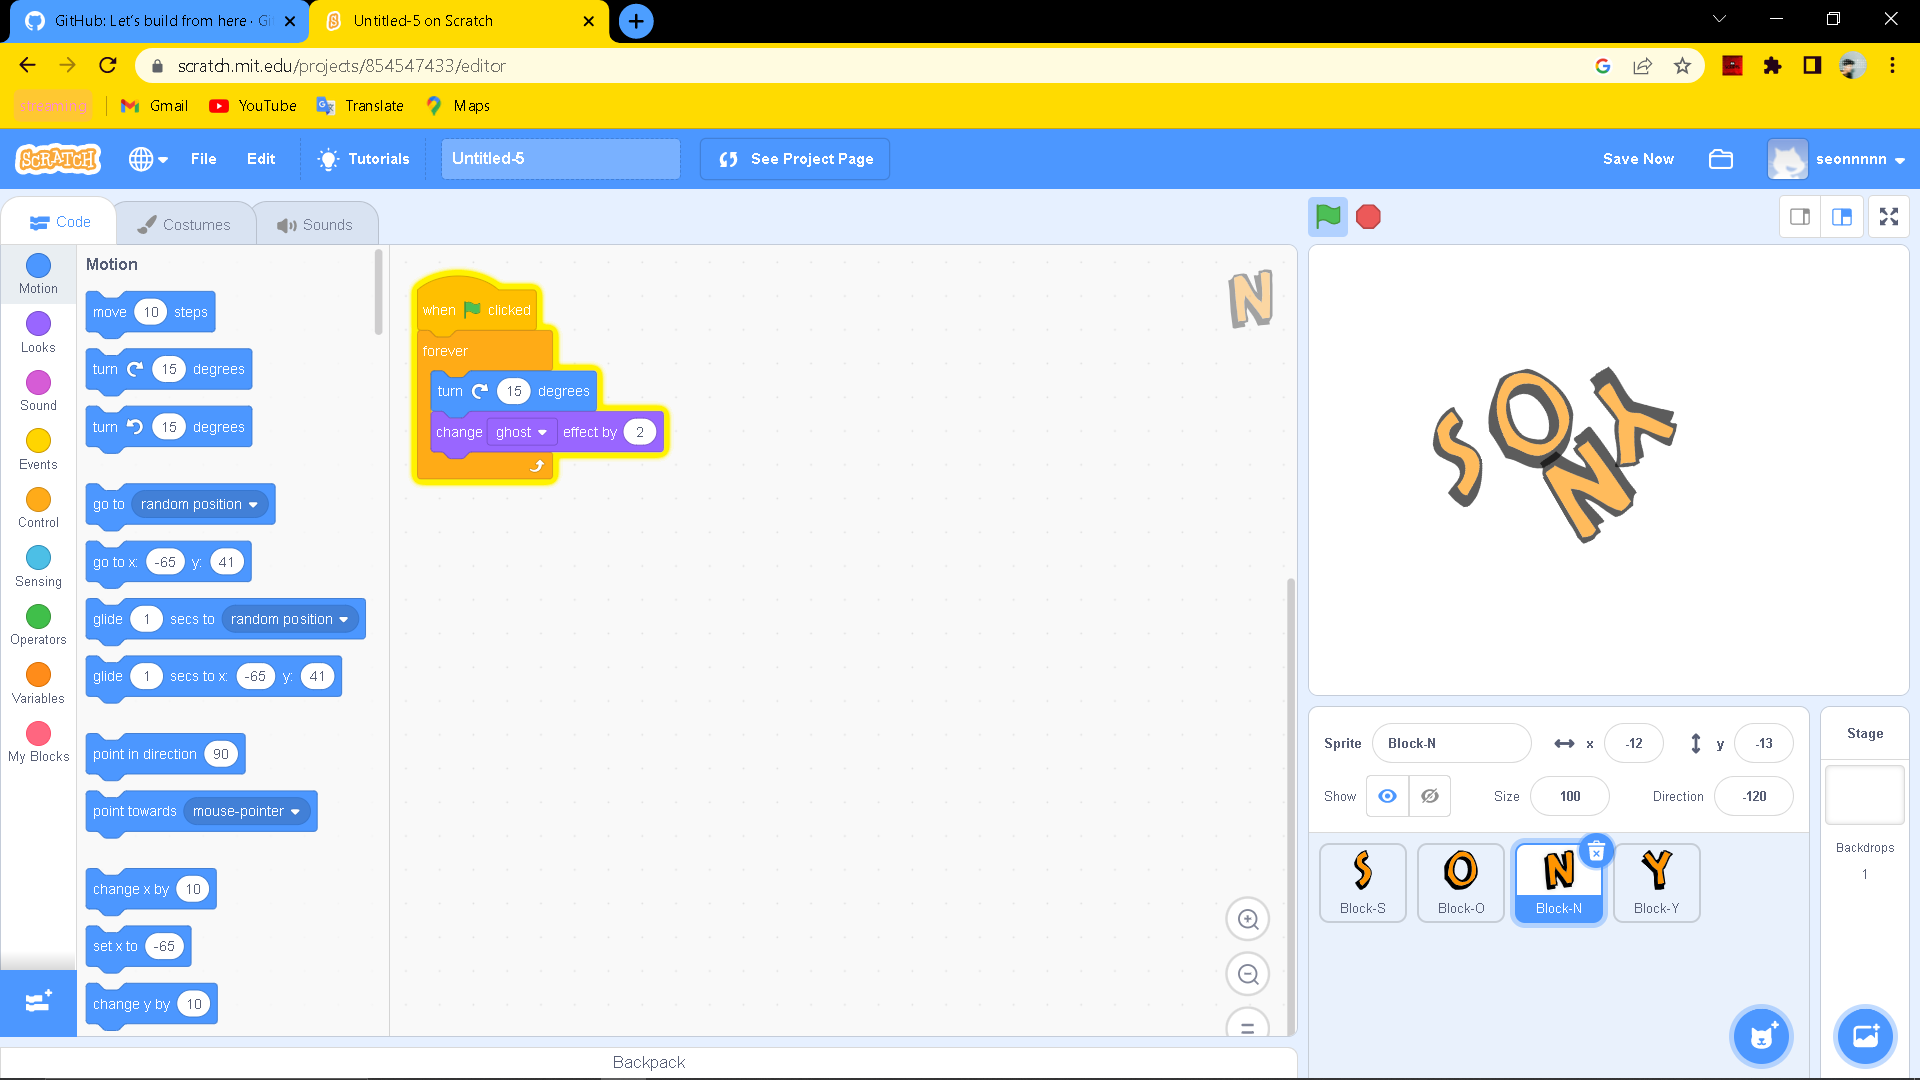 GitHub: Let's build from here · Gi
Untitled-5 on Scratch
scratch.mit.edu/projects/854547433/editor
streaming
Gmail
YouTube
Translate
Maps
SCRATCH
File
Edit
Tutorials
Untitled-5
See Project Page
Save Now
seonnnnn
Code
Costumes
Sounds
Motion
Looks
Sound
Events
Control
Sensing
Operators
Variables
My Blocks
Motion
move 10 steps
turn 15 degrees
turn 15 degrees
go to random position
go to x: -65 y: 41
glide 1 secs to random position
glide 1 secs to x: -65 y: 41
point in direction 90
point towards mouse-pointer
change x by 10
set x to -65
change y by 10
when clicked
forever
turn 15 degrees
change ghost effect by 2
N
S O N Y
Sprite Block-N x -12 y -13
Show Size 100 Direction -120
S O N Y
Block-S Block-O Block-N Block-Y
Stage
Backdrops
1
Backpack